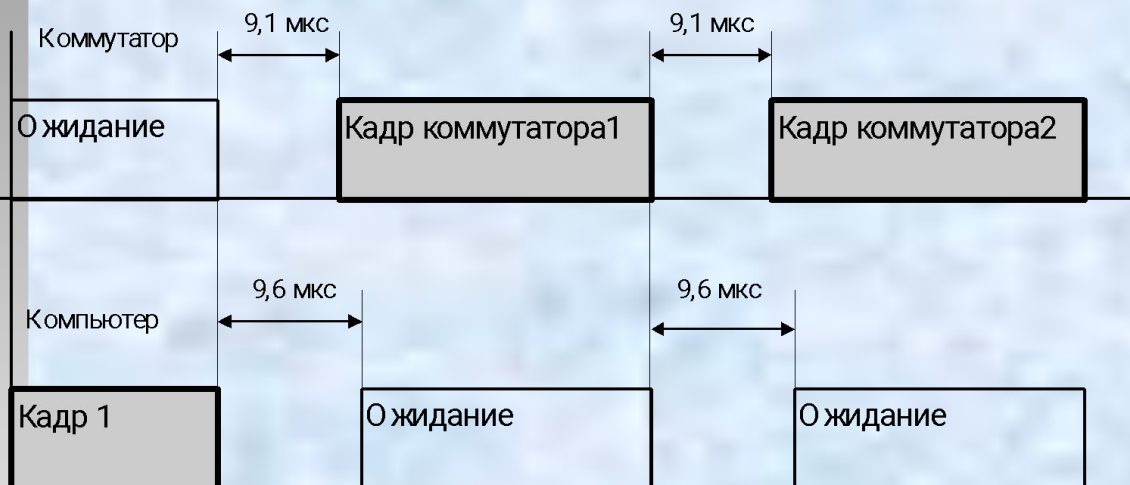 9,1 мкс
9,1 мкс
Коммутатор
Ожидание
Кадр коммутатора1
Кадр коммутатора2
9,6 мкс
9,6 мкс
Компьютер
Кадр 1
Ожидание
Ожидание